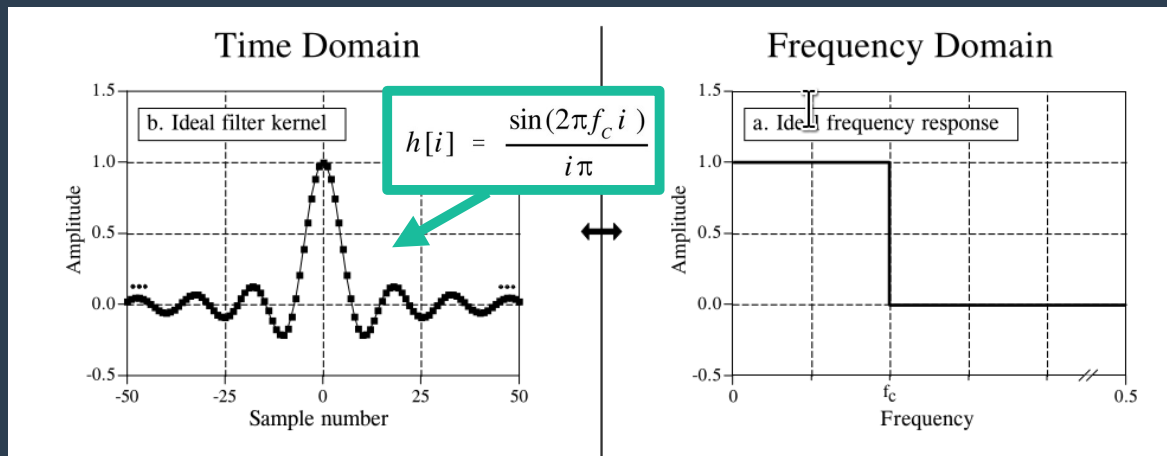 Time Domain
Frequency Domain
b. Ideal filter kernel
h[i] = sin(2πf_c i ) / iπ
a. Ideal frequency response
Amplitude
1.5
1.0
0.5
0.0
-0.5
-50
-25
0
25
50
Sample number
Amplitude
1.5
1.0
0.5
0.0
-0.5
0
f_c
0.5
Frequency